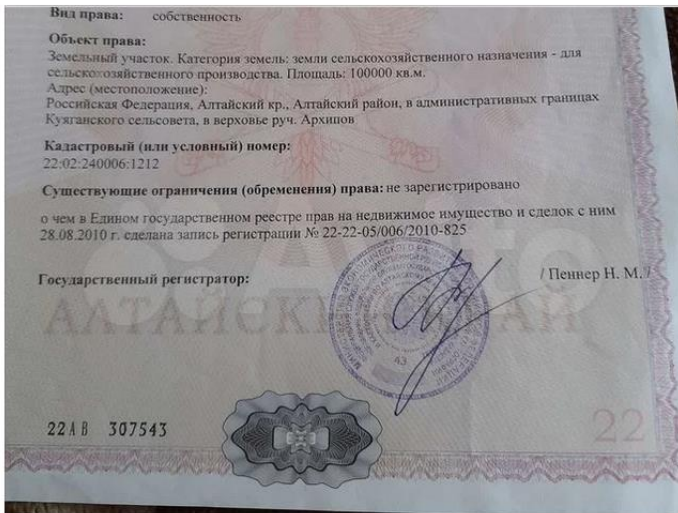 Вид права: собственность
Объект права:
Земельный участок. Категория земель: земли сельскохозяйственного назначения - для
сельскохозяйственного производства. Площадь: 100000 кв.м.
Адрес (местоположение):
Российская Федерация, Алтайский кр., Алтайский район, в административных границах
Куяганского сельсовета, в верховье руч. Архипов
Кадастровый (или условный) номер:
22:02:240006:1212
Существующие ограничения (обременения) права: не зарегистрировано
о чем в Едином государственном реестре прав на недвижимое имущество и сделок с ним
28.08.2010 г. сделана запись регистрации № 22-22-05/006/2010-825
Государственный регистратор:
/ Пеннер Н. М. /
АЛТАЙСКИЙ КРАЙ
Avito
43
22АВ 307543
22